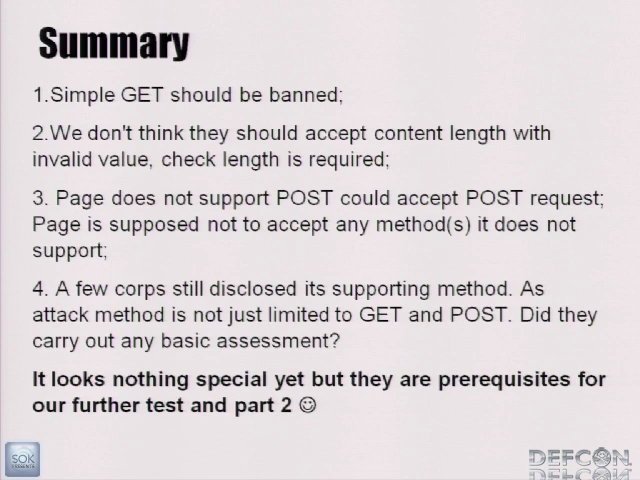 Summary
1.Simple GET should be banned;
2.We don't think they should accept content length with
invalid value, check length is required;
3. Page does not support POST could accept POST request;
Page is supposed not to accept any method(s) it does not
support;
4. A few corps still disclosed its supporting method. As
attack method is not just limited to GET and POST. Did they
carry out any basic assessment?
It looks nothing special yet but they are prerequisites for
our further test and part 2 ☺
SOK
DEFCON